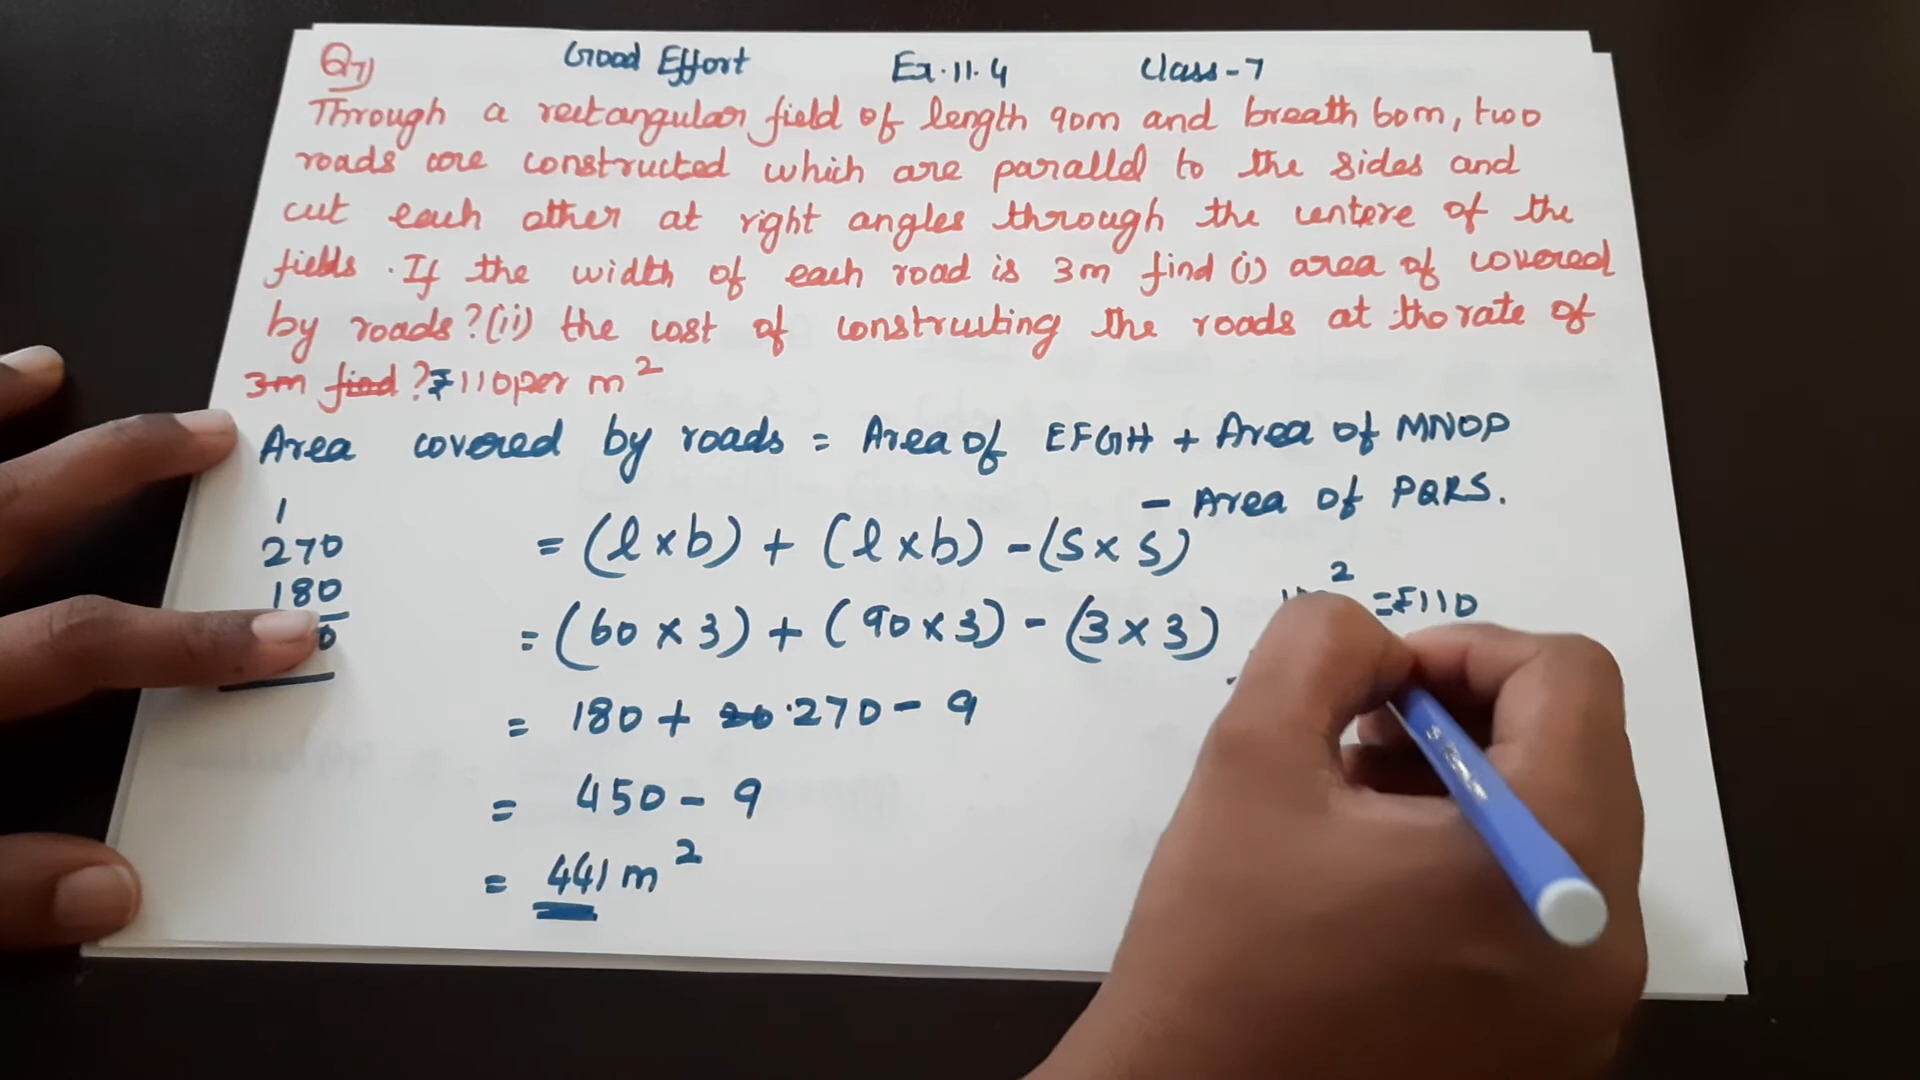 Q7)
Good Effort Ex.11.4 Class-7
Through a rectangular field of length 90m and breath 60m, two
roads are constructed which are parallel to the sides and
cut each other at right angles through the centere of the
fields. If the width of each road is 3m find (i) area of covered
by roads?(ii) the cost of constructing the roads at the rate of
3m find ?₹110per m²
Area covered by roads = Area of EFGH + Area of MNOP
- Area of PQRS.
= (l×b) + (l×b) - (S×S)
= (60×3) + (90×3) - (3×3)
= 180 + 270 - 9
= 450 - 9
= 441m²
1
270
180
0
² =₹110